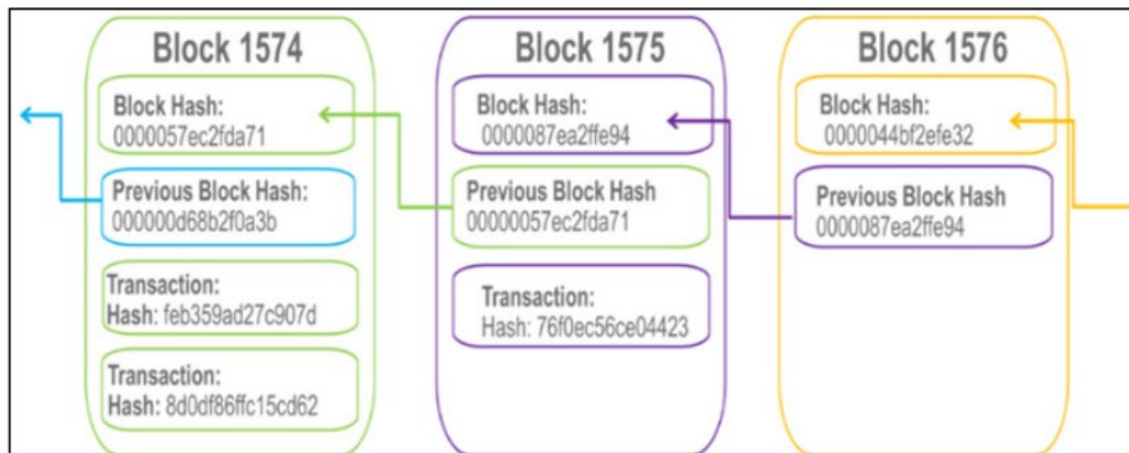 Block 1574
Block Hash:
0000057ec2fda71
Previous Block Hash:
000000d68b2f0a3b
Transaction:
Hash: feb359ad27c907d
Transaction:
Hash: 8d0df86ffc15cd62
Block 1575
Block Hash:
0000087ea2ffe94
Previous Block Hash
00000057ec2fda71
Transaction:
Hash: 76f0ec56ce04423
Block 1576
Block Hash:
0000044bf2efe32
Previous Block Hash
0000087ea2ffe94